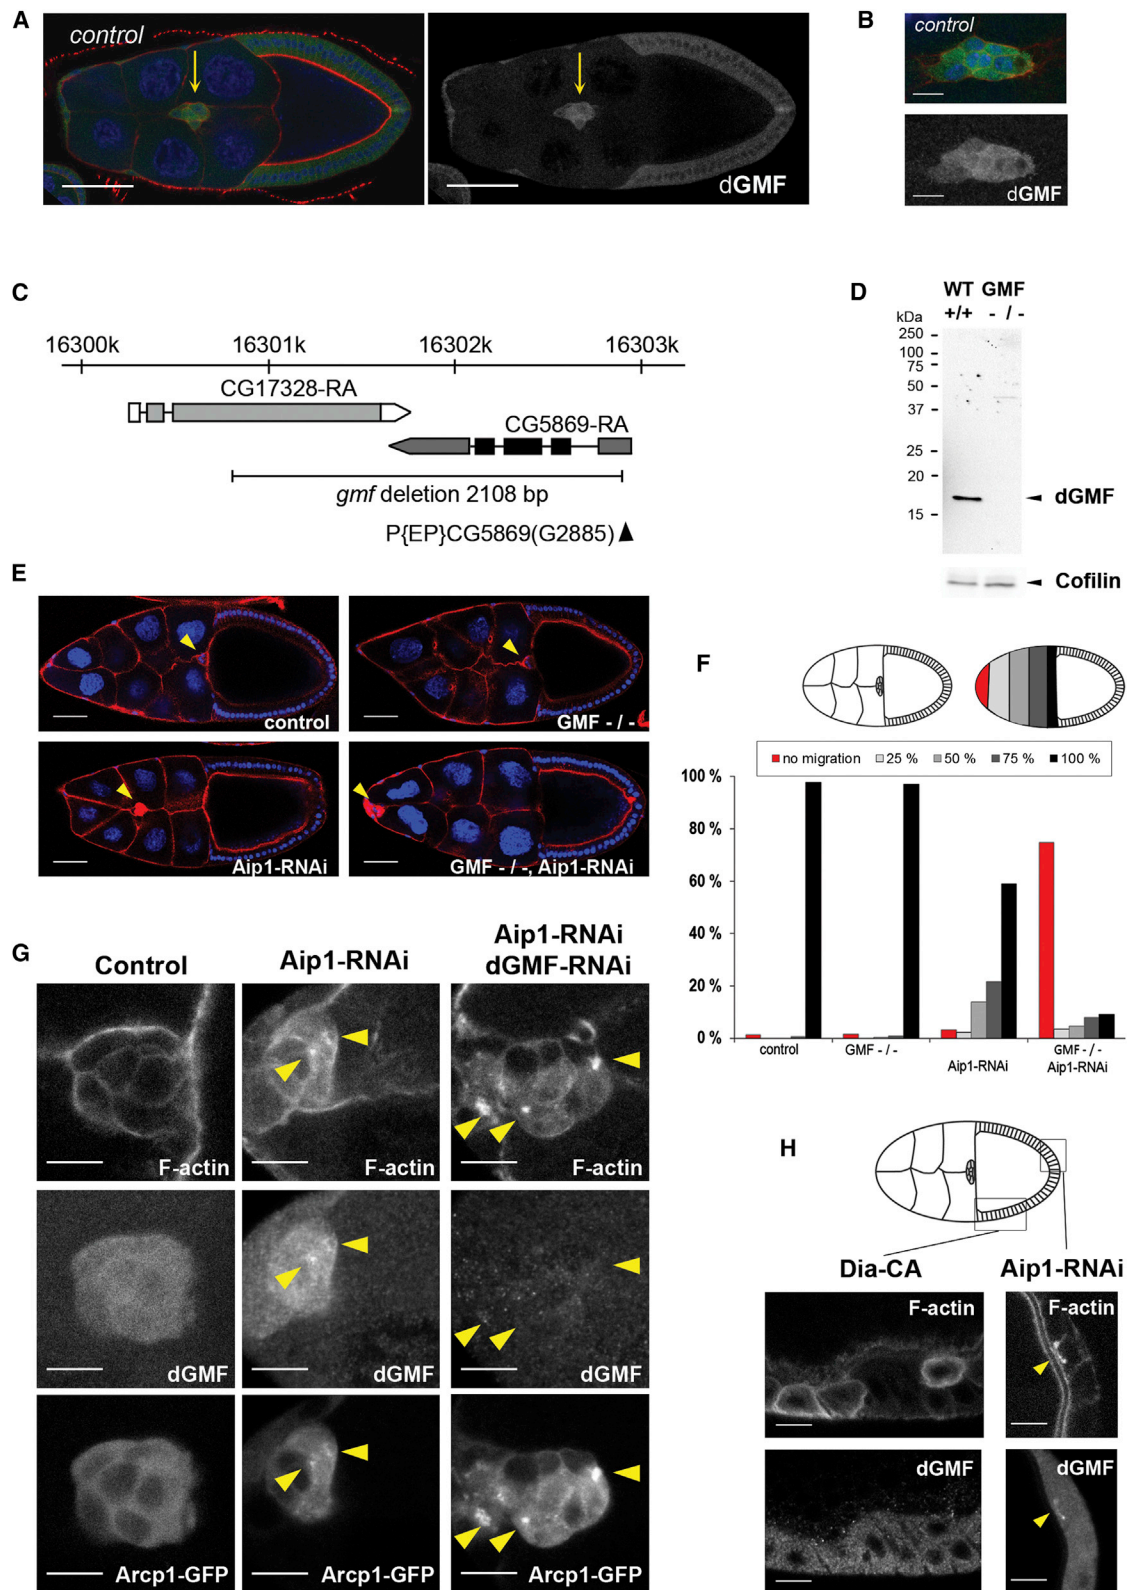 A
control
dGMF
B
control
dGMF
C
16300k 16301k 16302k 16303k
CG17328-RA
CG5869-RA
gmf deletion 2108 bp
P{EP}CG5869(G2885)
D
WT GMF
kDa +/+ - / -
250
100
75
50
37
25
20
15
dGMF
Cofilin
E
control
GMF - / -
Aip1-RNAi
GMF - / -, Aip1-RNAi
F
no migration 25 % 50 % 75 % 100 %
100 %
80 %
60 %
40 %
20 %
0 %
control
GMF - / -
Aip1-RNAi
GMF - / -
Aip1-RNAi
G
Control
Aip1-RNAi
Aip1-RNAi
dGMF-RNAi
F-actin
F-actin
F-actin
dGMF
dGMF
dGMF
Arcp1-GFP
Arcp1-GFP
Arcp1-GFP
H
Dia-CA
Aip1-RNAi
F-actin
F-actin
dGMF
dGMF